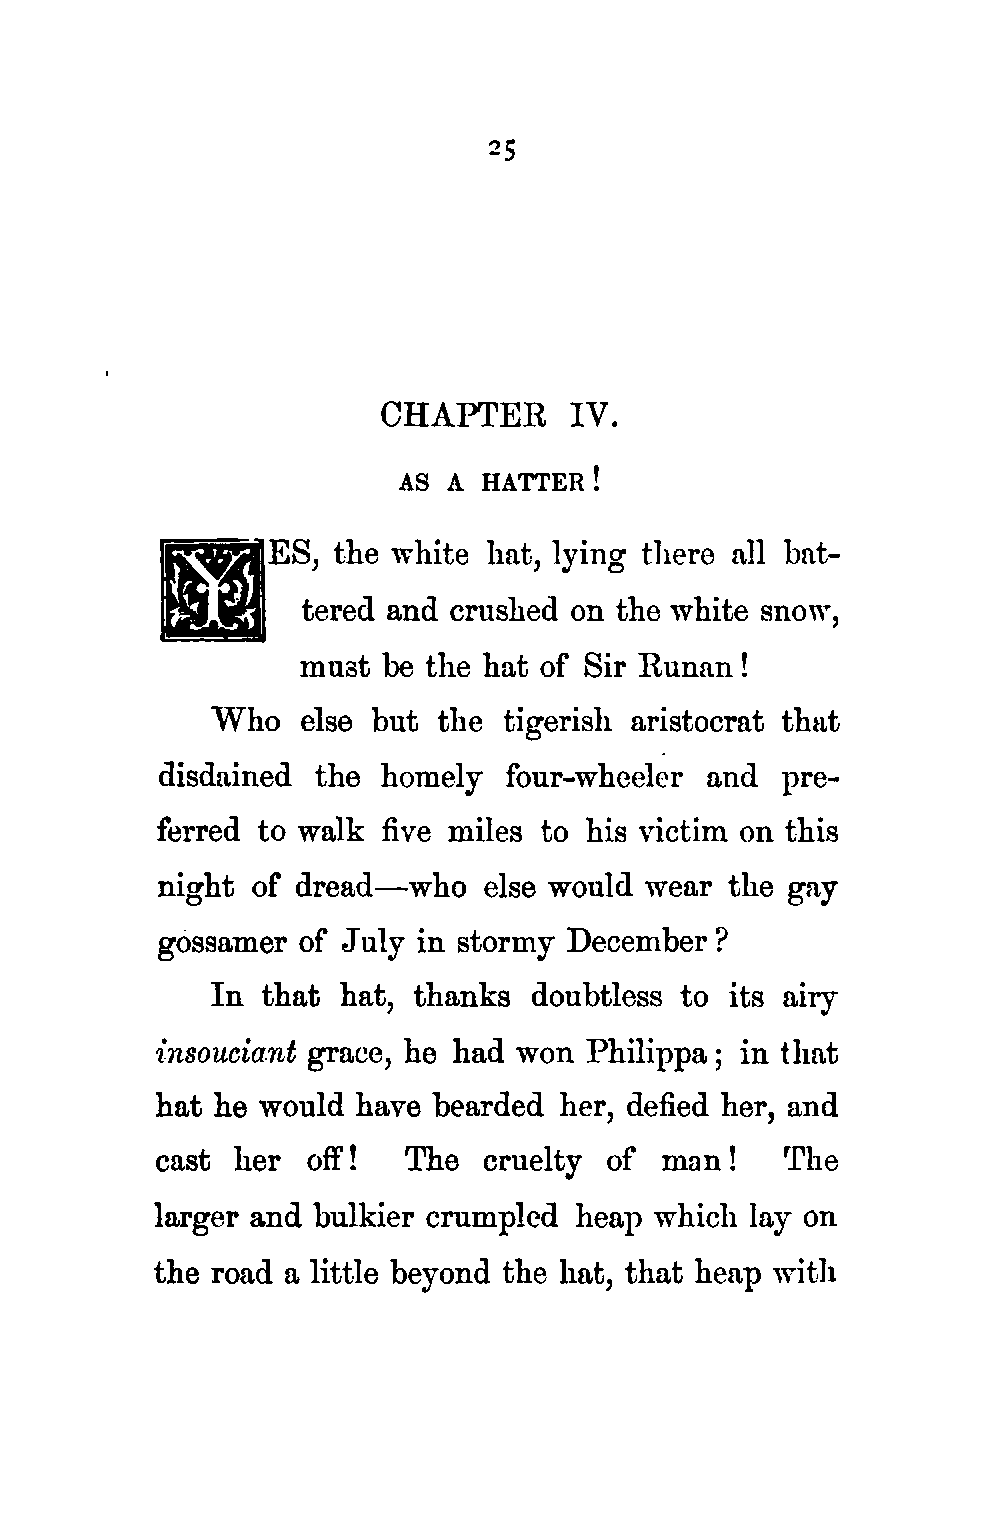 25
CHAPTER IV.
AS A HATTER!
YES, the white hat, lying there all bat-
tered and crushed on the white snow,
must be the hat of Sir Runan!
Who else but the tigerish aristocrat that
disdained the homely four-wheeler and pre-
ferred to walk five miles to his victim on this
night of dread—who else would wear the gay
gossamer of July in stormy December?
In that hat, thanks doubtless to its airy
insouciant grace, he had won Philippa; in that
hat he would have bearded her, defied her, and
cast her off! The cruelty of man! The
larger and bulkier crumpled heap which lay on
the road a little beyond the hat, that heap with